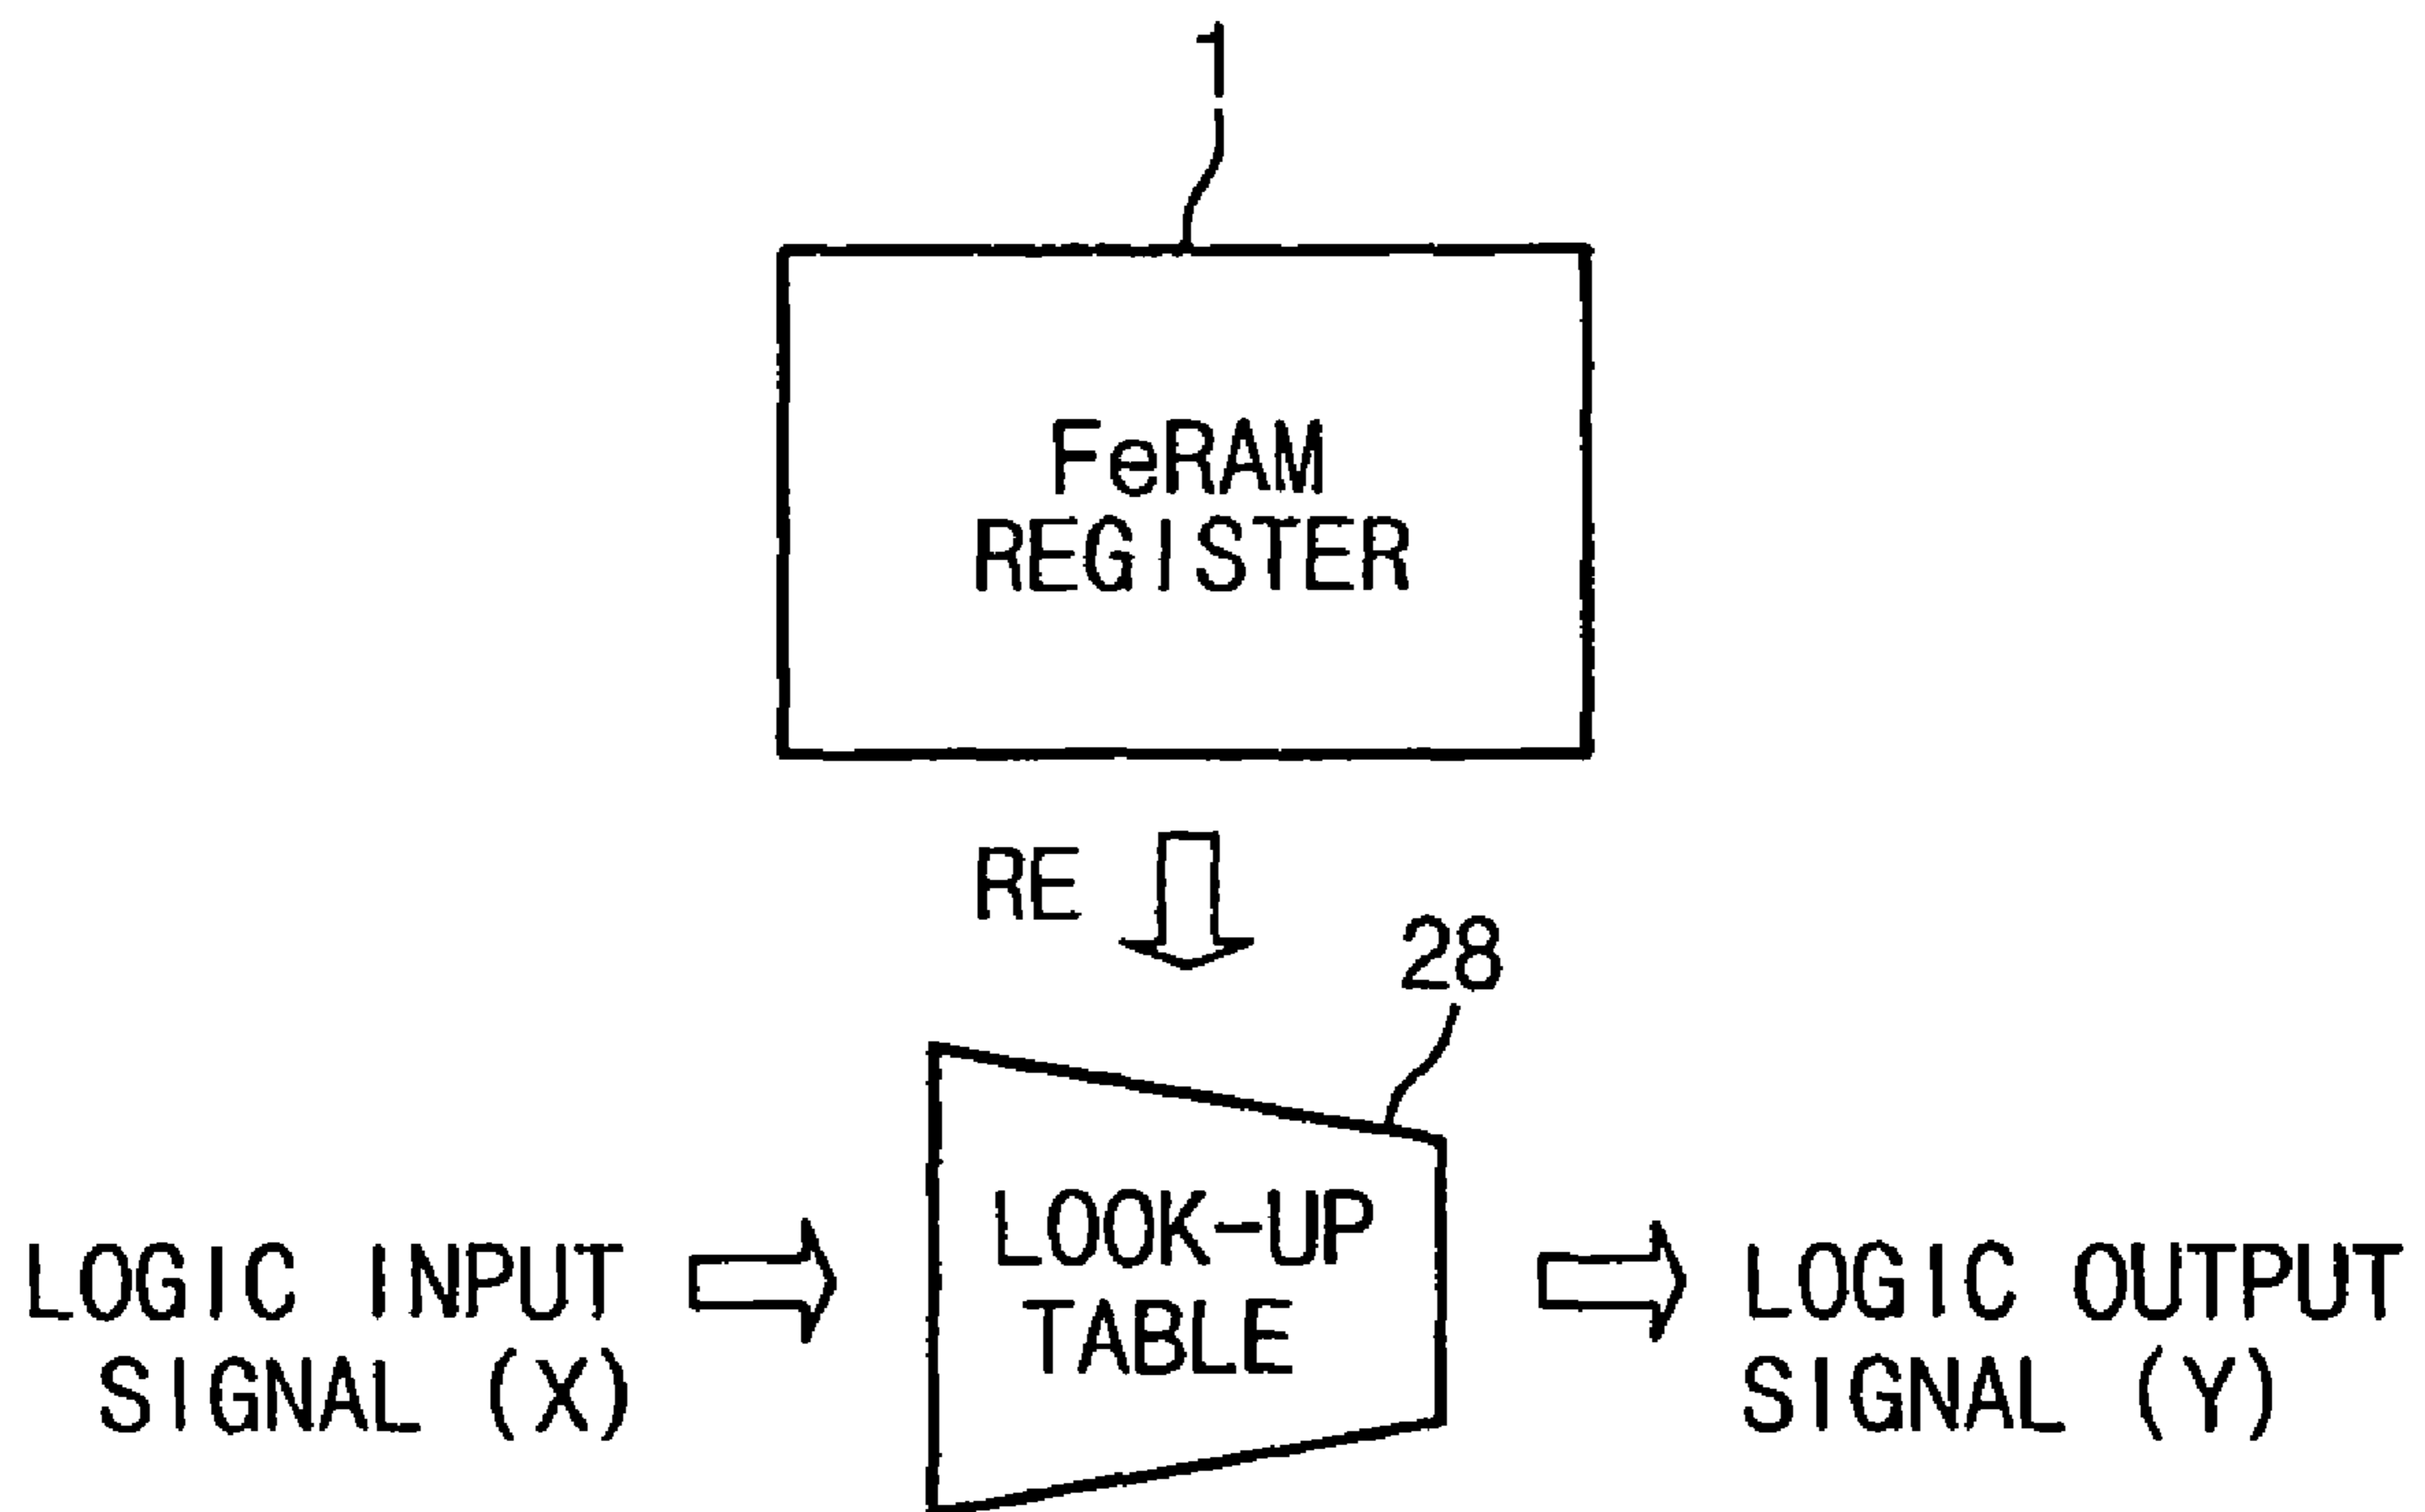 1
FeRAM
REGISTER
RE
28
LOOK-UP
TABLE
LOGIC INPUT
SIGNAL (X)
LOGIC OUTPUT
SIGNAL (Y)